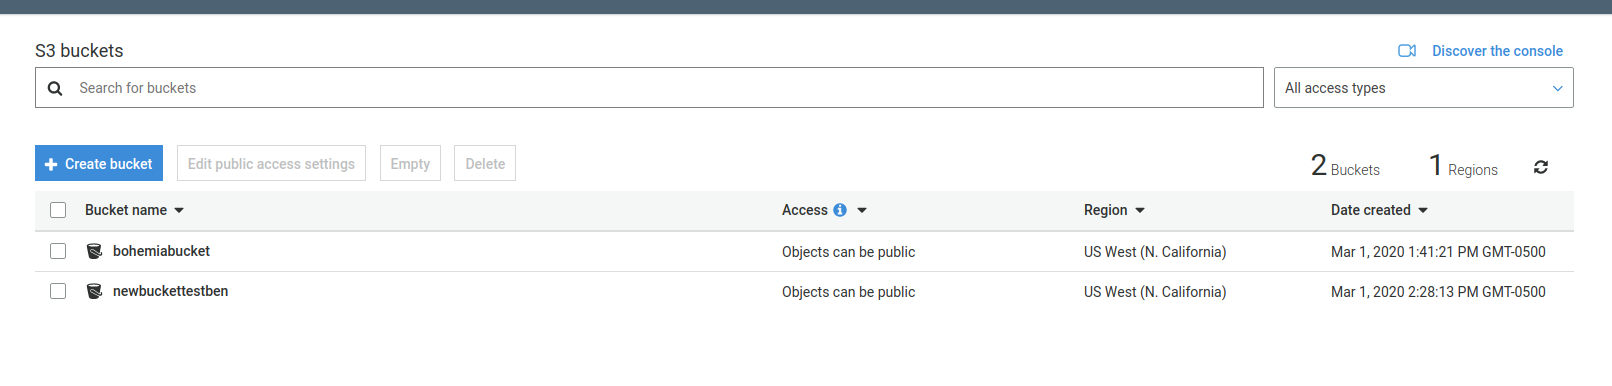 S3 buckets
Discover the console
Search for buckets
All access types
Create bucket Edit public access settings Empty Delete 2 Buckets 1 Regions
Bucket name Access Region Date created
bohemiabucket Objects can be public US West (N. California) Mar 1, 2020 1:41:21 PM GMT-0500
newbuckettestben Objects can be public US West (N. California) Mar 1, 2020 2:28:13 PM GMT-0500